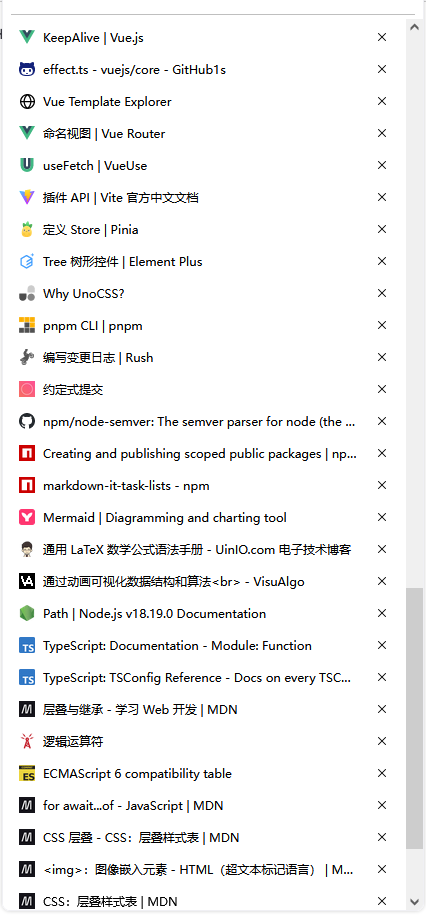 KeepAlive | Vue.js
effect.ts - vuejs/core - GitHub1s
Vue Template Explorer
命名视图 | Vue Router
useFetch | VueUse
插件 API | Vite 官方中文文档
定义 Store | Pinia
Tree 树形控件 | Element Plus
Why UnoCSS?
pnpm CLI | pnpm
编写变更日志 | Rush
约定式提交
npm/node-semver: The semver parser for node (the ...
Creating and publishing scoped public packages | np...
markdown-it-task-lists - npm
Mermaid | Diagramming and charting tool
通用 LaTeX 数学公式语法手册 - UinIO.com 电子技术博客
通过动画可视化数据结构和算法<br> - VisuAlgo
Path | Node.js v18.19.0 Documentation
TypeScript: Documentation - Module: Function
TypeScript: TSConfig Reference - Docs on every TSC...
层叠与继承 - 学习 Web 开发 | MDN
逻辑运算符
ECMAScript 6 compatibility table
for await...of - JavaScript | MDN
CSS 层叠 - CSS：层叠样式表 | MDN
<img>：图像嵌入元素 - HTML（超文本标记语言） | M...
CSS：层叠样式表 | MDN